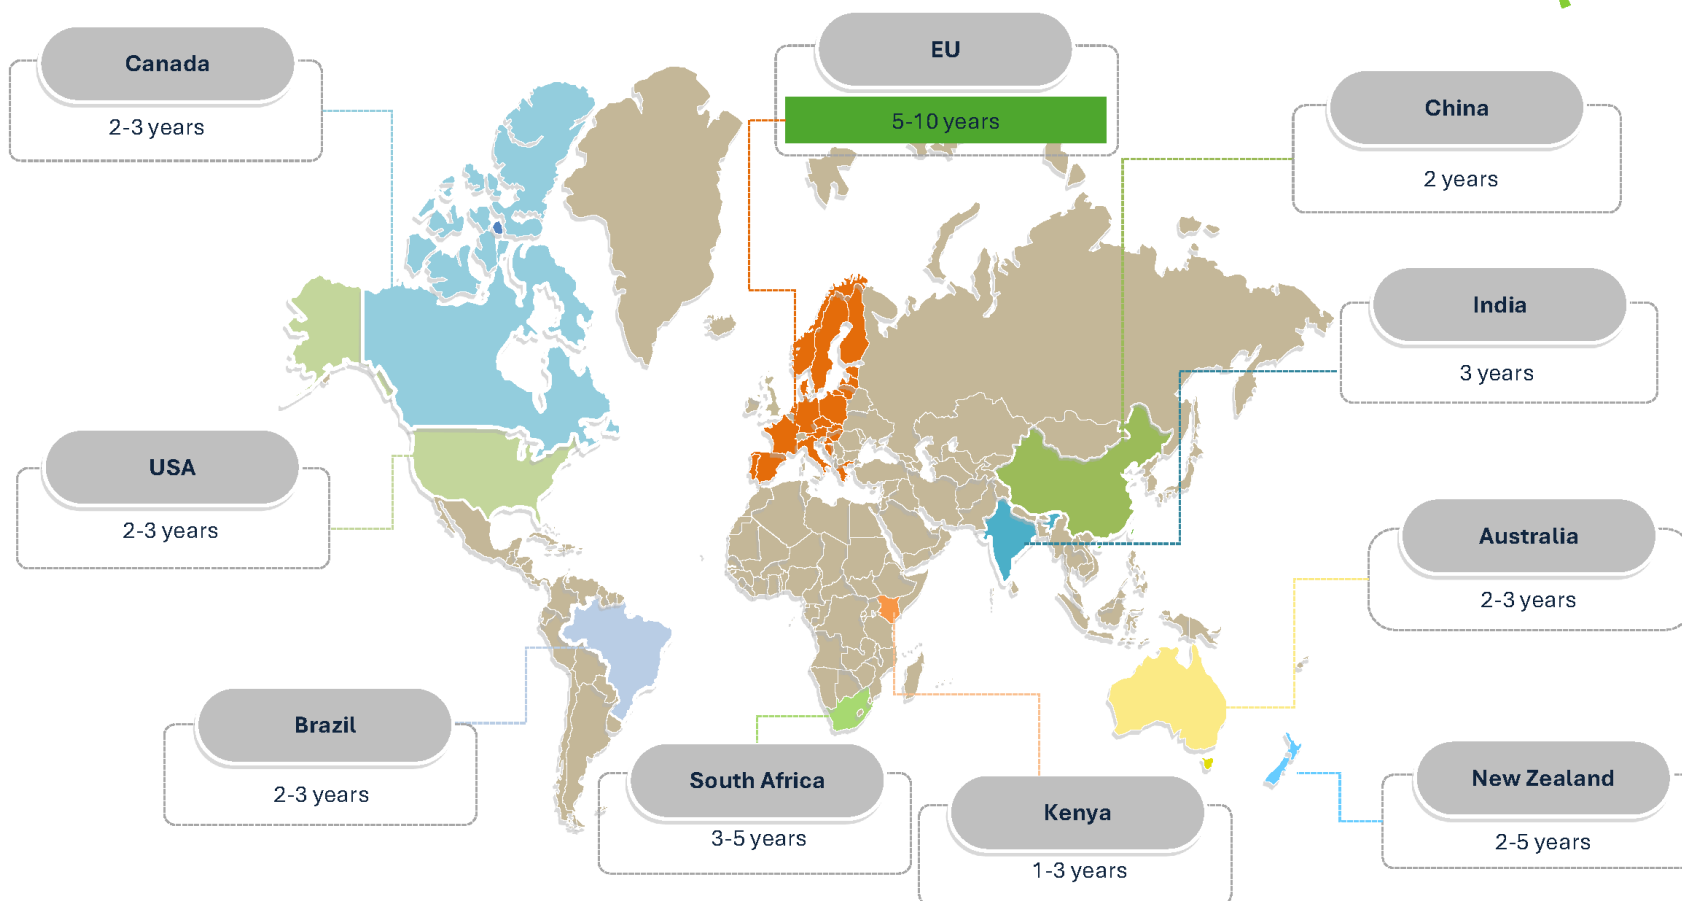 Canada
2-3 years
EU
5-10 years
China
2 years
India
3 years
USA
2-3 years
Australia
2-3 years
Brazil
2-3 years
South Africa
3-5 years
Kenya
1-3 years
New Zealand
2-5 years